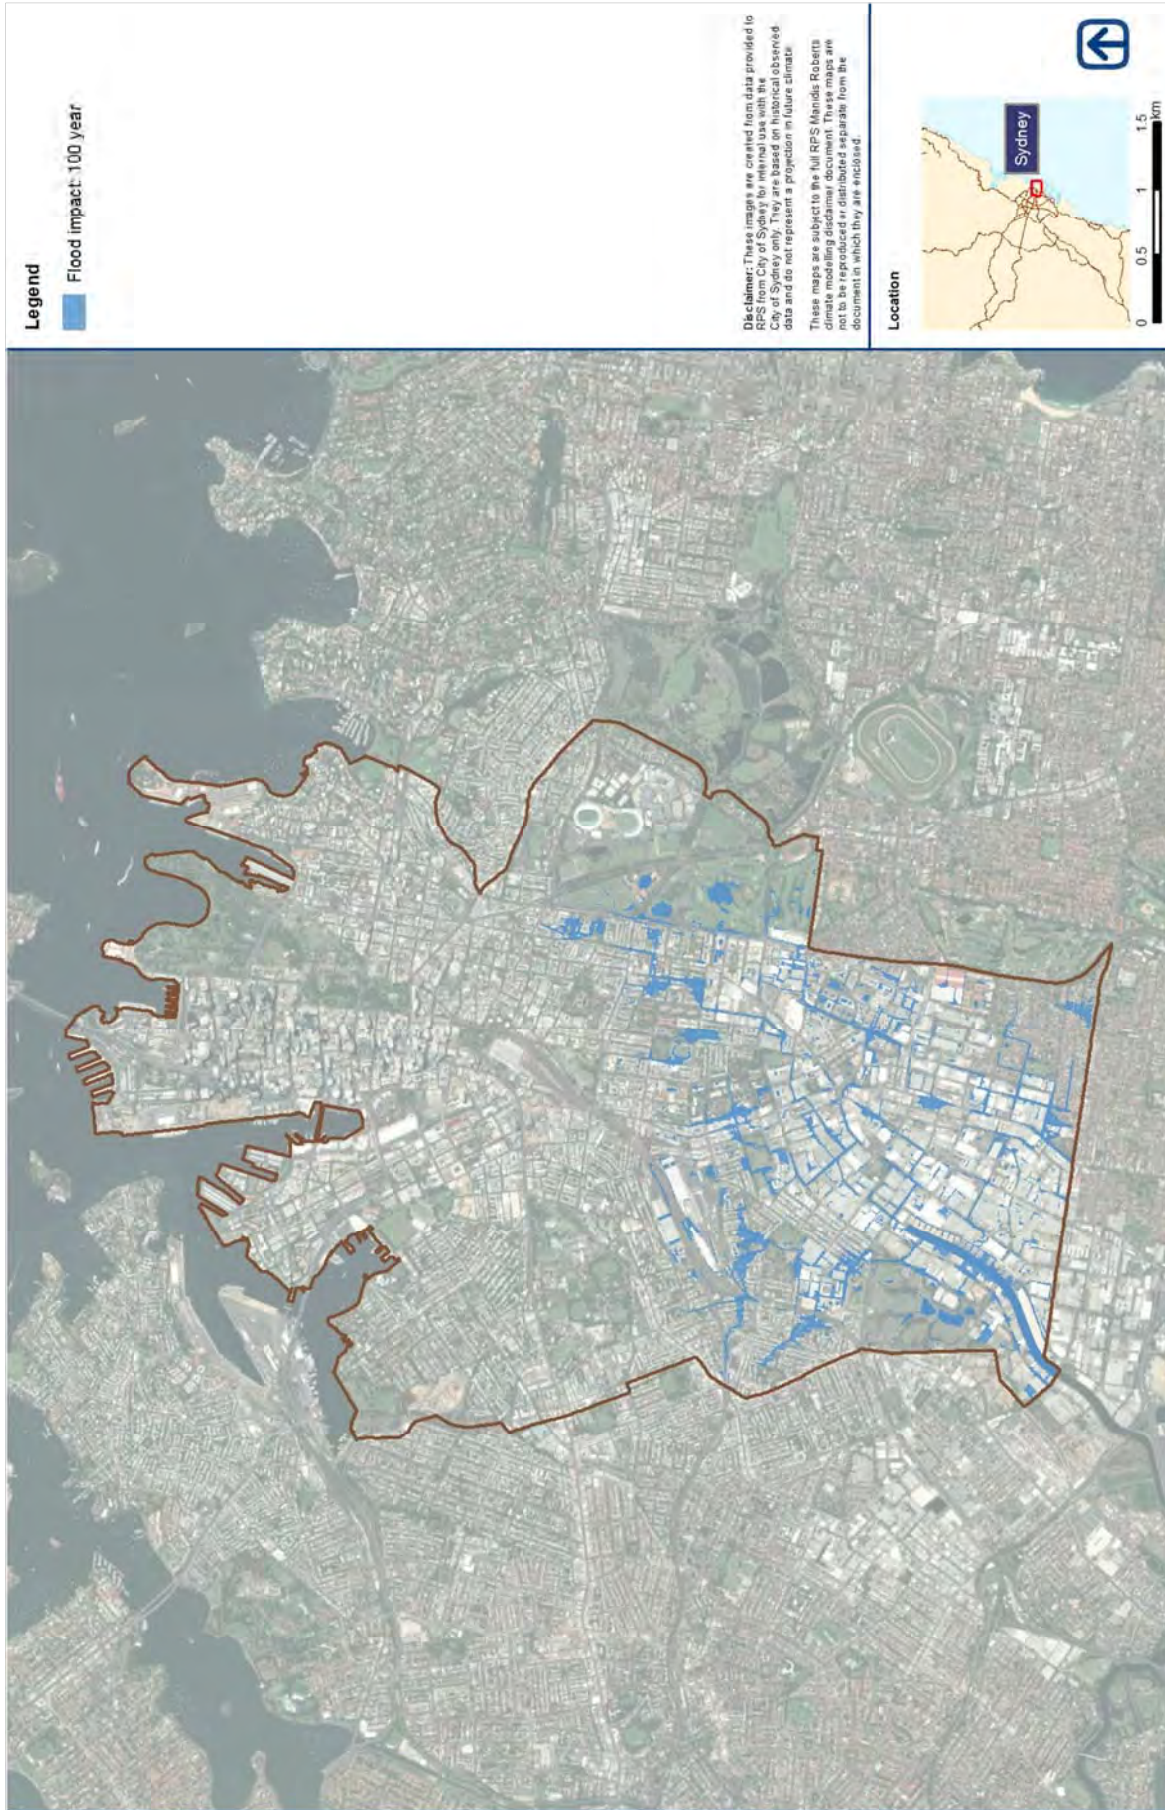 Legend
Flood impact: 100 year
Disclaimer: These images are created from data provided to
RPS from City of Sydney for internal use with the
City of Sydney only. They are based on historical observed
data and do not represent a projection in future climate
These maps are subject to the full RPS Manidis Roberts
climate modelling disclaimer document. These maps are
not to be reproduced or distributed separate from the
document in which they are enclosed.
Location
Sydney
0 0.5 1 1.5
km